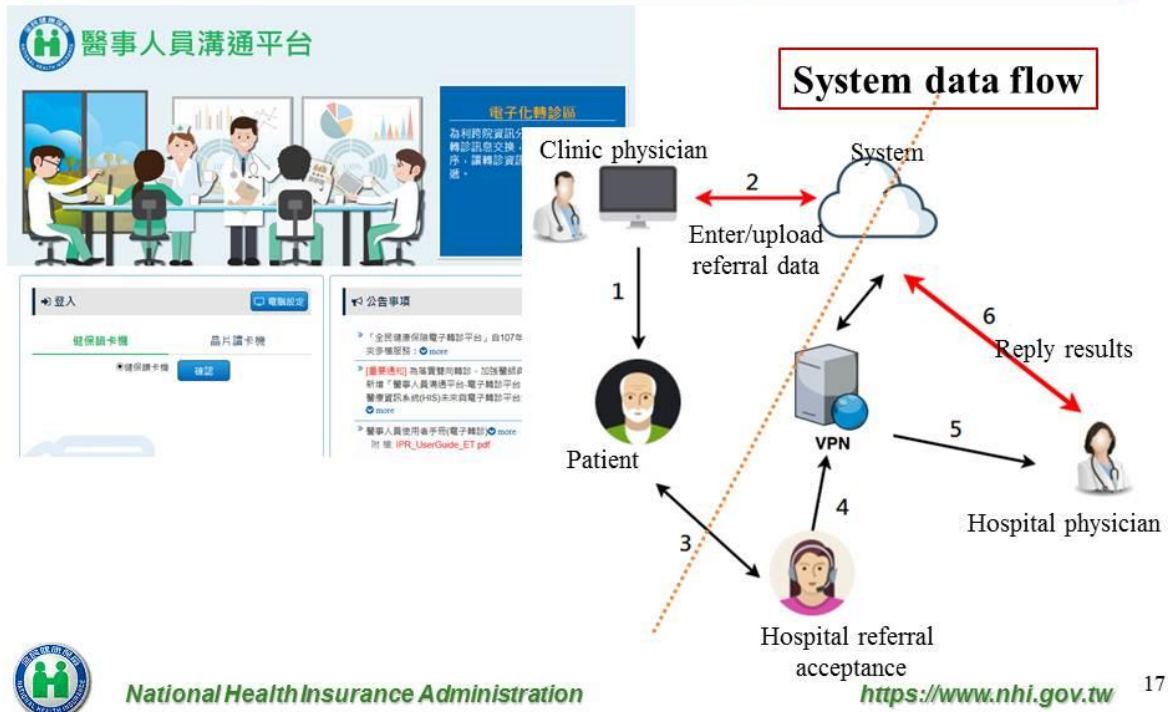 醫事人員溝通平台
電子化轉診區
為利跨院資訊分
轉診訊息交換，
序，讓轉診資訊
遞。
登入
電腦設定
健保讀卡機
晶片讀卡機
健保讀卡機
確認
公告事項
「全民健康保險電子轉診平台」自107年
來多種服務：more
[重要通知] 為落實雙向轉診、加強醫師與
新增「醫事人員溝通平台-電子轉診平台
醫療資訊系統(HIS)未來與電子轉診平台
more
醫事人員使用者手冊(電子轉診) more
附 檔: IPR_UserGuide_ET.pdf
System data flow
Clinic physician
System
2
Enter/upload
referral data
1
6
Reply results
Patient
VPN
5
Hospital physician
3
4
Hospital referral
acceptance
National Health Insurance Administration
https://www.nhi.gov.tw
17